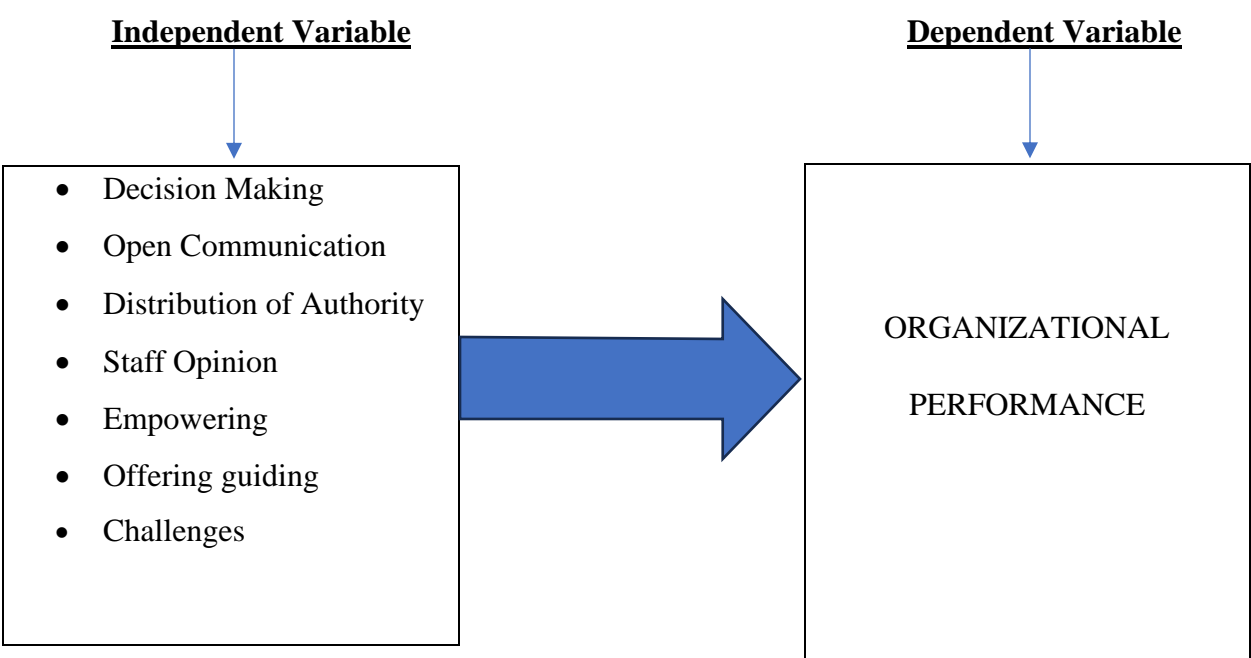 Independent Variable
Dependent Variable
• Decision Making
• Open Communication
• Distribution of Authority
• Staff Opinion
• Empowering
• Offering guiding
• Challenges
ORGANIZATIONAL
PERFORMANCE